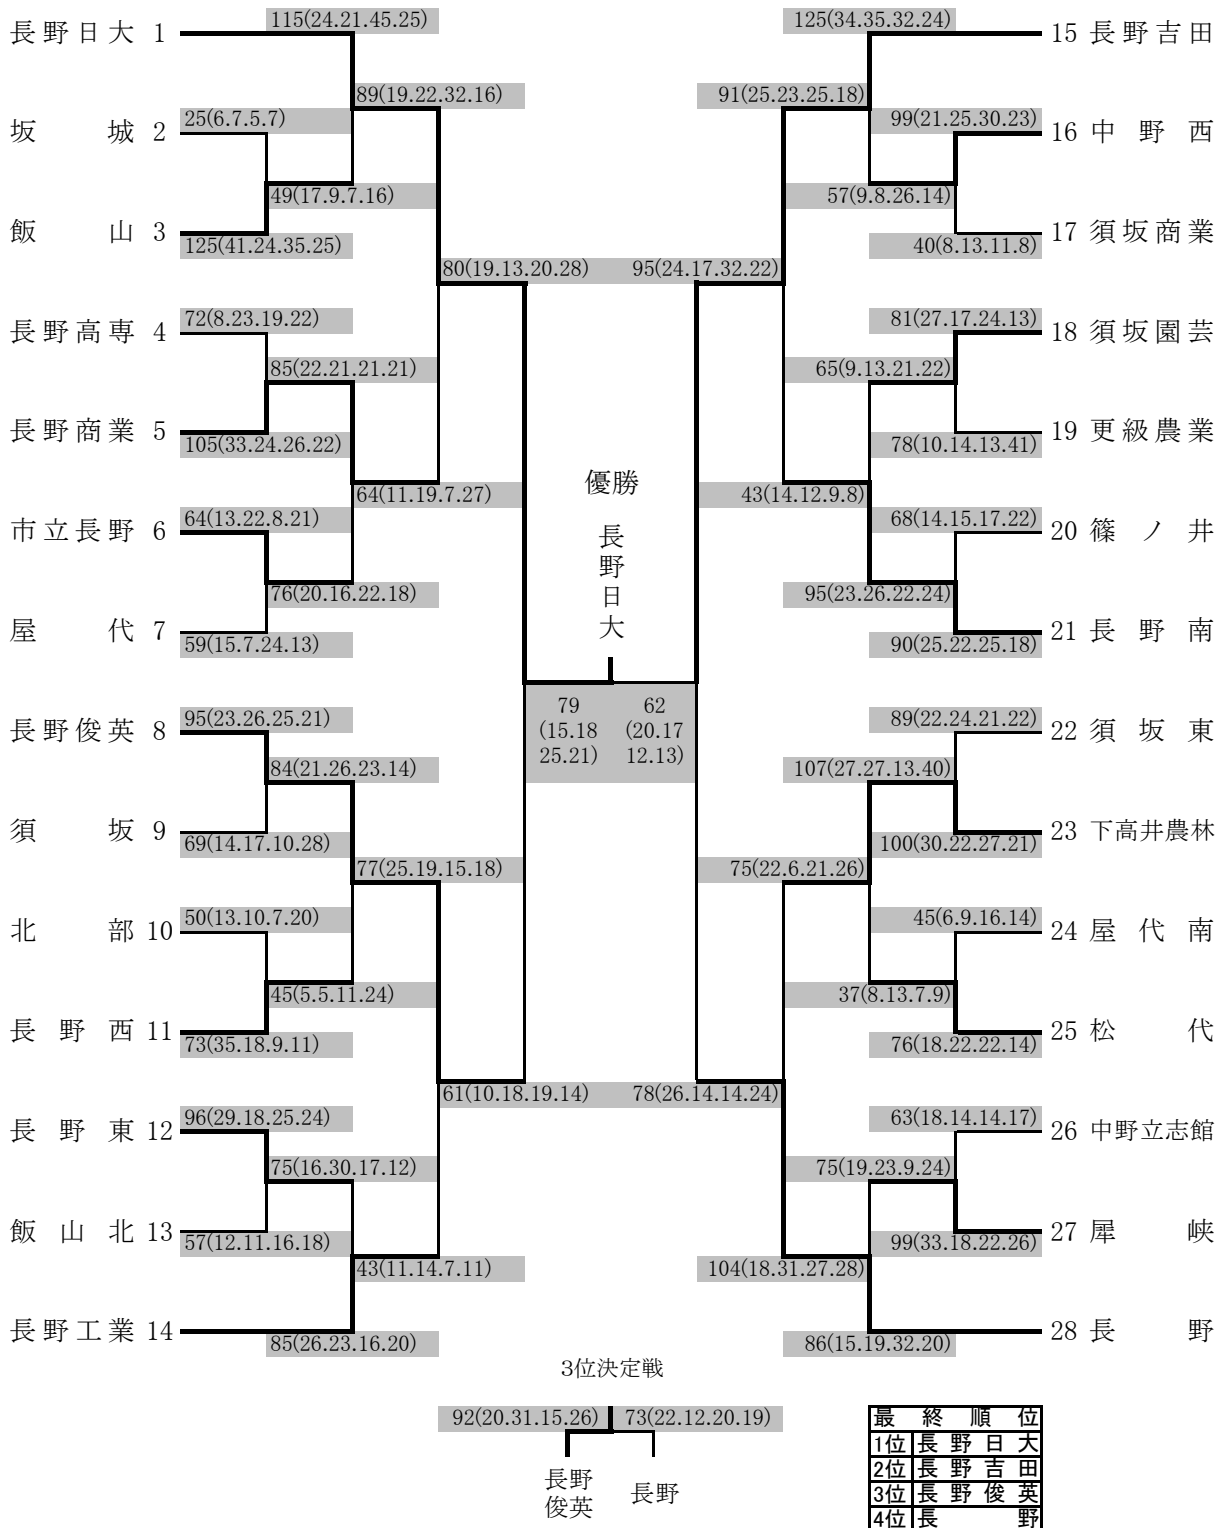 115(24.21.45.25)
125(34.35.32.24)
長野日大 1
15 長野吉田
89(19.22.32.16)
91(25.23.25.18)
25(6.7.5.7)
99(21.25.30.23)
坂城 2
16 中野西
49(17.9.7.16)
57(9.8.26.14)
飯山 3
17 須坂商業
125(41.24.35.25)
40(8.13.11.8)
80(19.13.20.28)
95(24.17.32.22)
72(8.23.19.22)
81(27.17.24.13)
長野高専 4
18 須坂園芸
85(22.21.21.21)
65(9.13.21.22)
長野商業 5
19 更級農業
105(33.24.26.22)
78(10.14.13.41)
優勝
64(11.19.7.27)
43(14.12.9.8)
64(13.22.8.21)
68(14.15.17.22)
市立長野 6
20 篠ノ井
長野日大
76(20.16.22.18)
95(23.26.22.24)
屋代 7
21 長野南
59(15.7.24.13)
90(25.22.25.18)
79
(15.18
25.21)
62
(20.17
12.13)
95(23.26.25.21)
89(22.24.21.22)
長野俊英 8
22 須坂東
84(21.26.23.14)
107(27.27.13.40)
須坂 9
23 下高井農林
69(14.17.10.28)
100(30.22.27.21)
77(25.19.15.18)
75(22.6.21.26)
50(13.10.7.20)
45(6.9.16.14)
北部 10
24 屋代南
45(5.5.11.24)
37(8.13.7.9)
長野西 11
25 松代
73(35.18.9.11)
76(18.22.22.14)
61(10.18.19.14)
78(26.14.14.24)
96(29.18.25.24)
63(18.14.14.17)
長野東 12
26 中野立志館
75(16.30.17.12)
75(19.23.9.24)
飯山北 13
27 犀峡
57(12.11.16.18)
99(33.18.22.26)
43(11.14.7.11)
104(18.31.27.28)
長野工業 14
28 長野
85(26.23.16.20)
86(15.19.32.20)
3位決定戦
92(20.31.15.26)
73(22.12.20.19)
長野
俊英
長野
最終順位
1位 長野日大
2位 長野吉田
3位 長野俊英
4位 長野